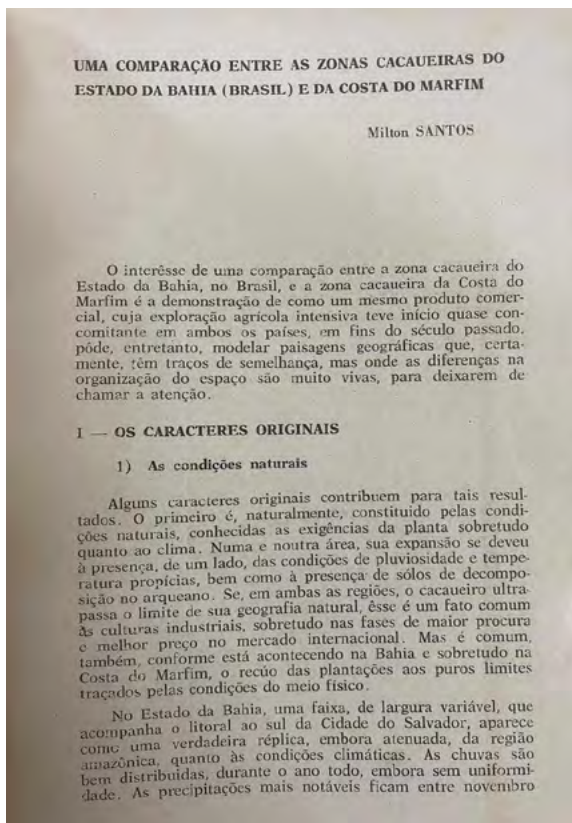 UMA COMPARAÇÃO ENTRE AS ZONAS CACAUEIRAS DO
ESTADO DA BAHIA (BRASIL) E DA COSTA DO MARFIM
Milton SANTOS
O interêsse de uma comparação entre a zona cacaueira do
Estado da Bahia, no Brasil, e a zona cacaueira da Costa do
Marfim é a demonstração de como um mesmo produto comer-
cial, cuja exploração agrícola intensiva teve início quase con-
comitante em ambos os países, em fins do século passado,
pôde, entretanto, modelar paisagens geográficas que, certa-
mente, têm traços de semelhança, mas onde as diferenças na
organização do espaço são muito vivas, para deixarem de
chamar a atenção.
I — OS CARACTERES ORIGINAIS
1) As condições naturais
Alguns caracteres originais contribuem para tais resul-
tados. O primeiro é, naturalmente, constituido pelas condi-
ções naturais, conhecidas as exigências da planta sobretudo
quanto ao clima. Numa e noutra área, sua expansão se deveu
à presença, de um lado, das condições de pluviosidade e tempe-
ratura propícias, bem como à presença de sólos de decompo-
sição no arqueano. Se, em ambas as regiões, o cacaueiro ultra-
passa o limite de sua geografia natural, êsse é um fato comum
às culturas industriais, sobretudo nas fases de maior procura
e melhor preço no mercado internacional. Mas é comum,
também, conforme está acontecendo na Bahia e sobretudo na
Costa do Marfim, o recúo das plantações aos puros limites
traçados pelas condições do meio físico.
No Estado da Bahia, uma faixa, de largura variável, que
acompanha o litoral ao sul da Cidade do Salvador, aparece
como uma verdadeira réplica, embora atenuada, da região
amazônica, quanto às condições climáticas. As chuvas são
bem distribuidas, durante o ano todo, embora sem uniformi-
dade. As precipitações mais notáveis ficam entre novembro